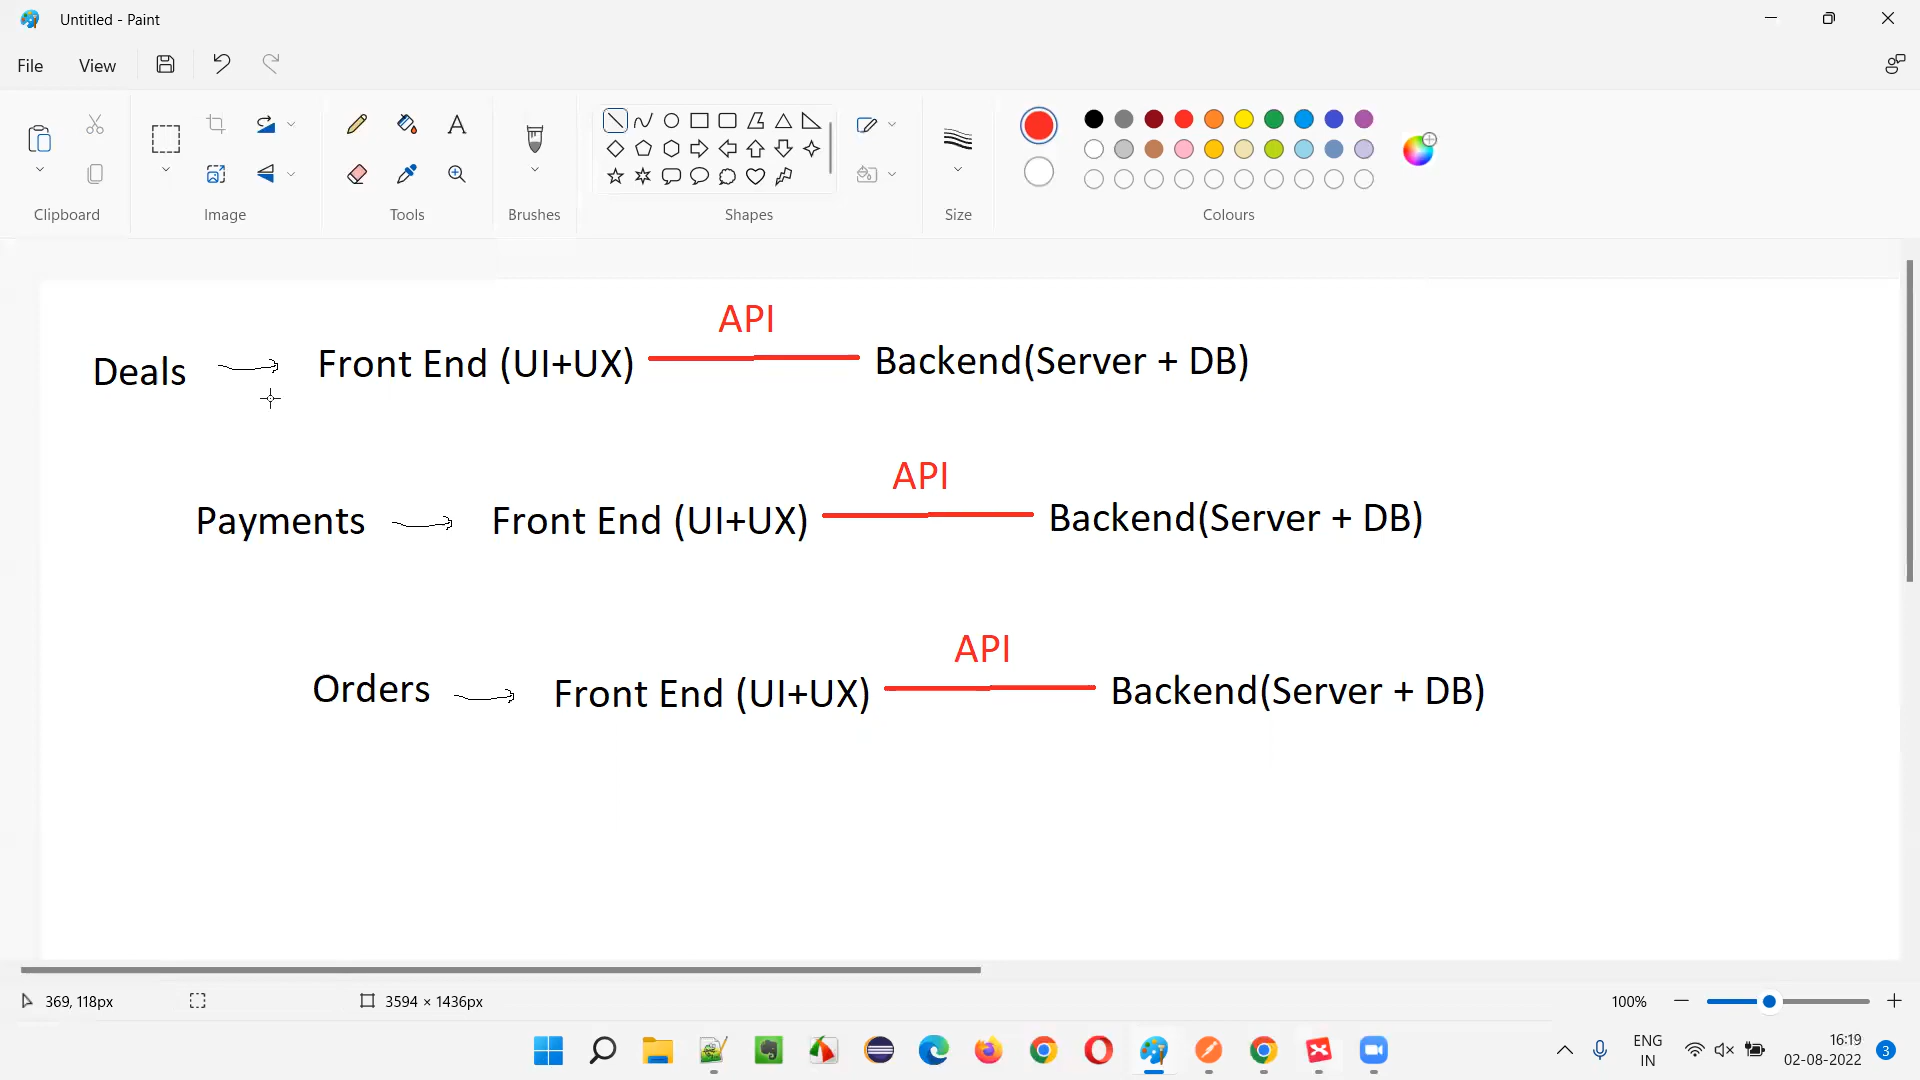 Untitled - Paint
File View
Clipboard Image Tools Brushes Shapes Size Colours
API
Deals Front End (UI+UX) Backend(Server + DB)
API
Payments Front End (UI+UX) Backend(Server + DB)
API
Orders Front End (UI+UX) Backend(Server + DB)
369, 118px 3594 × 1436px 100%
ENG 16:19
IN 02-08-2022 3